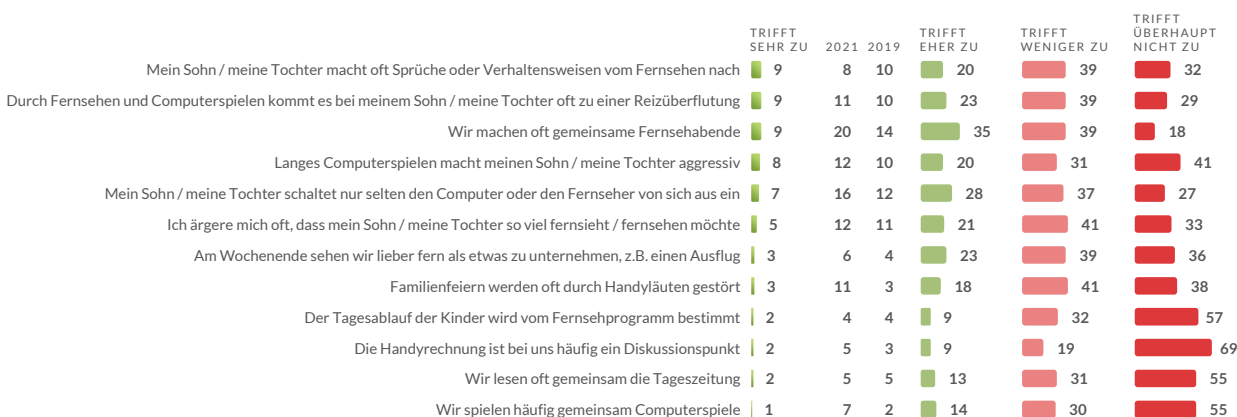 TRIFFT SEHR ZU 2021 2019 TRIFFT EHER ZU TRIFFT WENIGER ZU TRIFFT ÜBERHAUPT NICHT ZU
Mein Sohn / meine Tochter macht oft Sprüche oder Verhaltensweisen vom Fernsehen nach 9 8 10 20 39 32
Durch Fernsehen und Computerspielen kommt es bei meinem Sohn / meine Tochter oft zu einer Reizüberflutung 9 11 10 23 39 29
Wir machen oft gemeinsame Fernsehabende 9 20 14 35 39 18
Langes Computerspielen macht meinen Sohn / meine Tochter aggressiv 8 12 10 20 31 41
Mein Sohn / meine Tochter schaltet nur selten den Computer oder den Fernseher von sich aus ein 7 16 12 28 37 27
Ich ärgere mich oft, dass mein Sohn / meine Tochter so viel fernsieht / fernsehen möchte 5 12 11 21 41 33
Am Wochenende sehen wir lieber fern als etwas zu unternehmen, z.B. einen Ausflug 3 6 4 23 39 36
Familienfeiern werden oft durch Handyläuten gestört 3 11 3 18 41 38
Der Tagesablauf der Kinder wird vom Fernsehprogramm bestimmt 2 4 4 9 32 57
Die Handyrechnung ist bei uns häufig ein Diskussionspunkt 2 5 3 9 19 69
Wir lesen oft gemeinsam die Tageszeitung 2 5 5 13 31 55
Wir spielen häufig gemeinsam Computerspiele 1 7 2 14 30 55